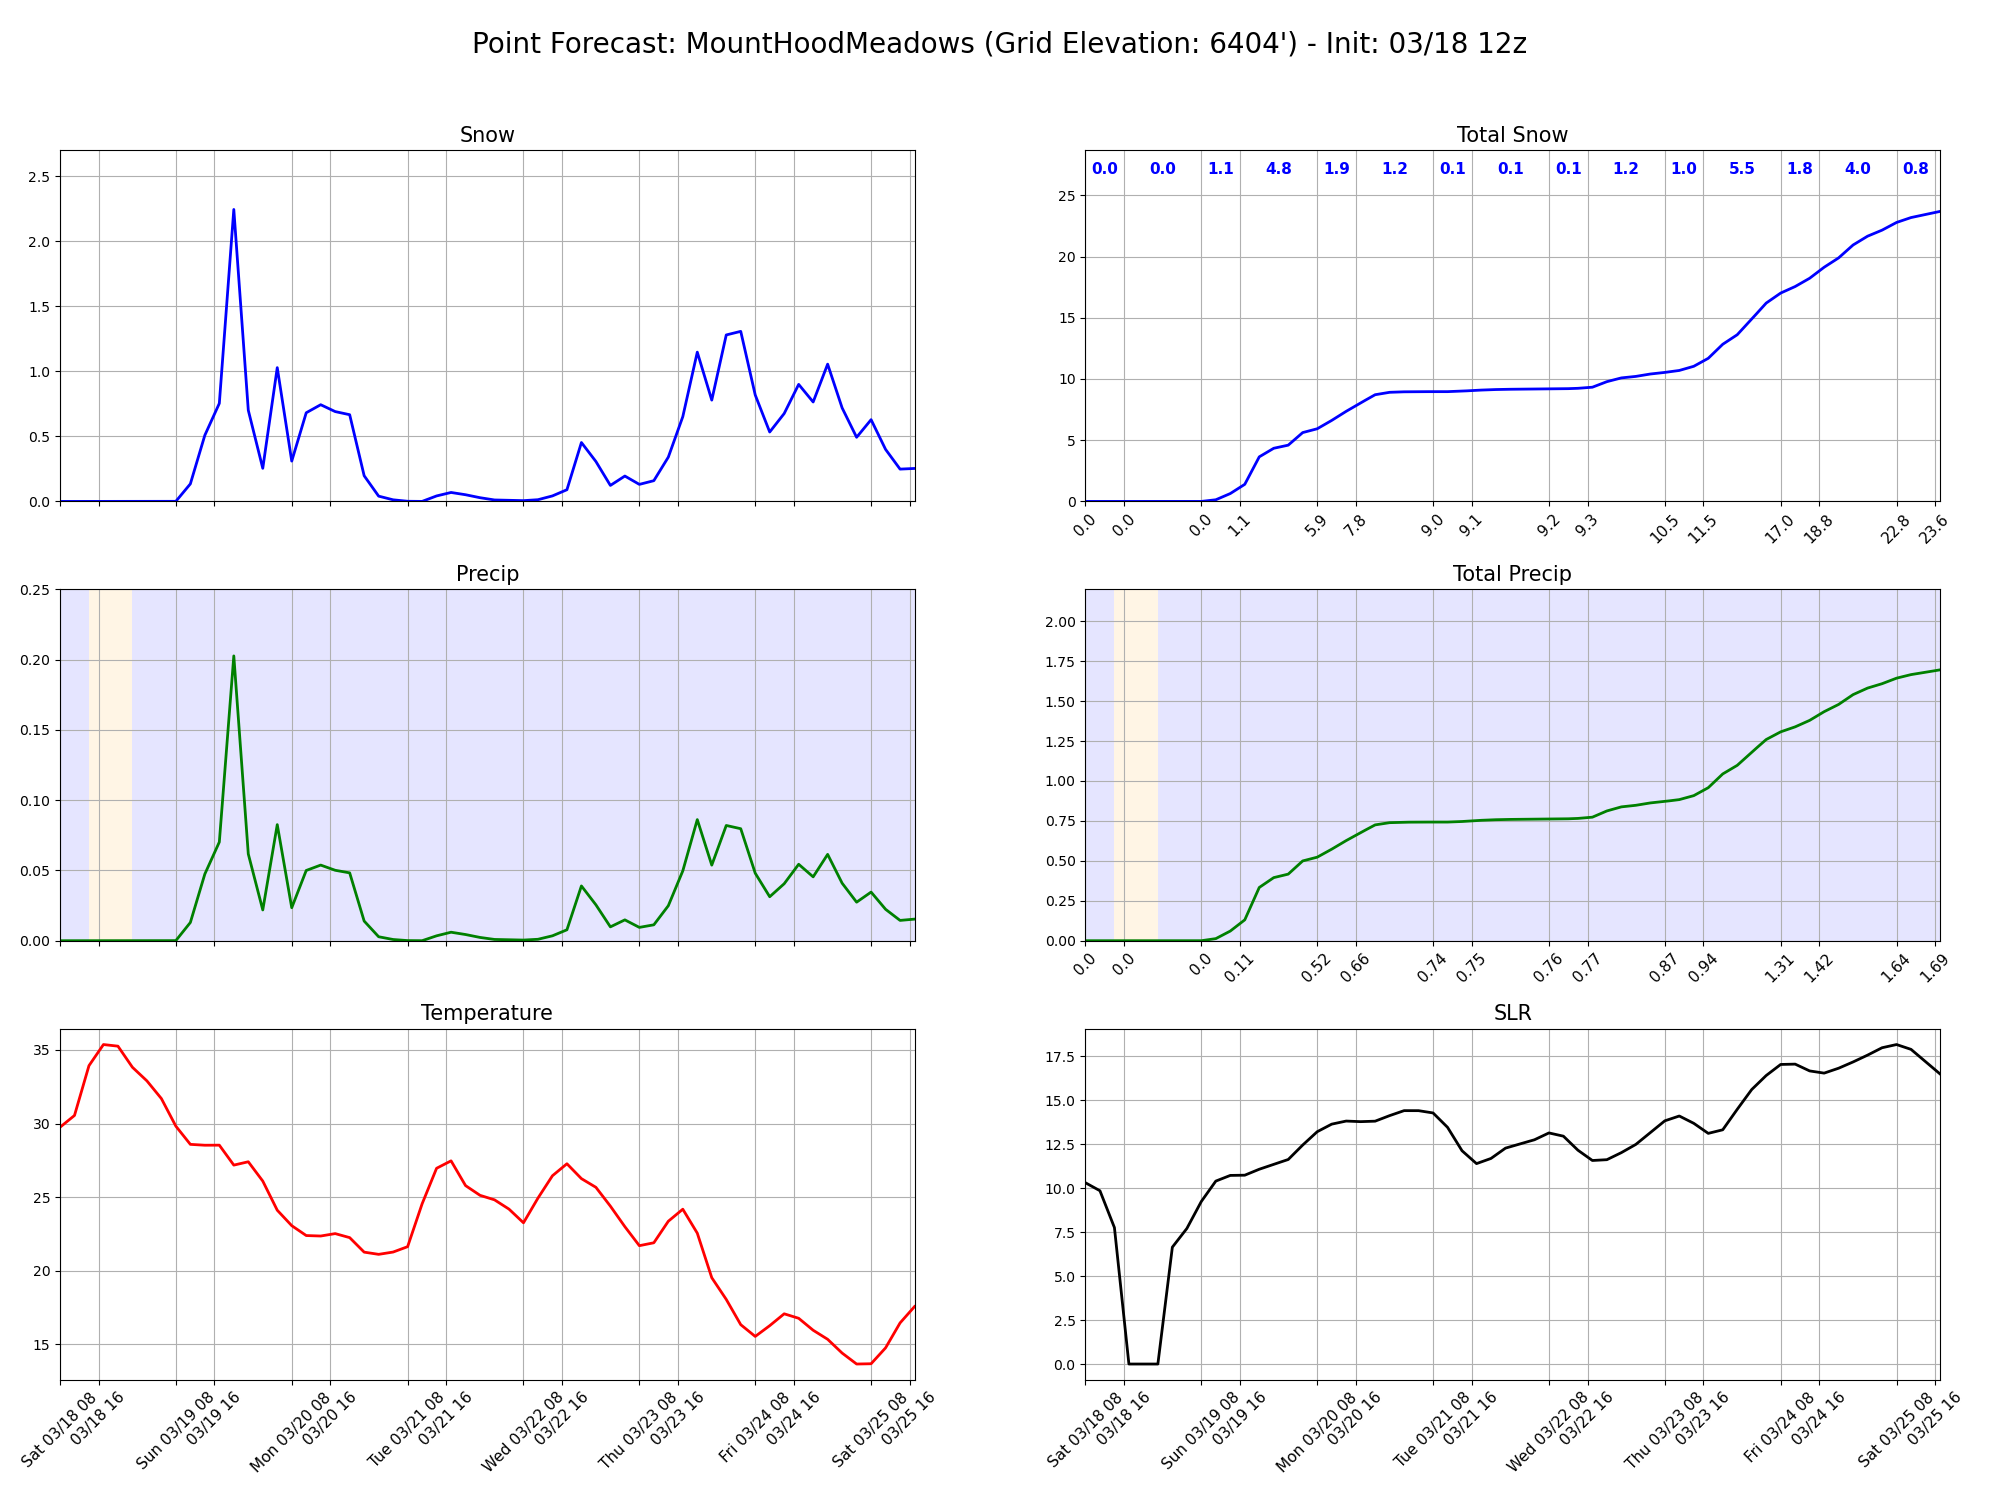 Point Forecast: MountHoodMeadows (Grid Elevation: 6404') - Init: 03/18 12z
Snow
2.5
2.0
1.5
1.0
0.5
0.0
Total Snow
0.0 0.0 1.1 4.8 1.9 1.2 0.1 0.1 0.1 1.2 1.0 5.5 1.8 4.0 0.8
25
20
15
10
5
0
0.0 0.0 0.0 1.1 5.9 7.8 9.0 9.1 9.2 9.3 10.5 11.5 17.0 18.8 22.8 23.6
Precip
0.25
0.20
0.15
0.10
0.05
0.00
Total Precip
2.00
1.75
1.50
1.25
1.00
0.75
0.50
0.25
0.00
0.0 0.0 0.0 0.11 0.52 0.66 0.74 0.75 0.76 0.77 0.87 0.94 1.31 1.42 1.64 1.69
Temperature
35
30
25
20
15
Sat 03/18 08
03/18 16
Sun 03/19 08
03/19 16
Mon 03/20 08
03/20 16
Tue 03/21 08
03/21 16
Wed 03/22 08
03/22 16
Thu 03/23 08
03/23 16
Fri 03/24 08
03/24 16
Sat 03/25 08
03/25 16
SLR
17.5
15.0
12.5
10.0
7.5
5.0
2.5
0.0
Sat 03/18 08
03/18 16
Sun 03/19 08
03/19 16
Mon 03/20 08
03/20 16
Tue 03/21 08
03/21 16
Wed 03/22 08
03/22 16
Thu 03/23 08
03/23 16
Fri 03/24 08
03/24 16
Sat 03/25 08
03/25 16